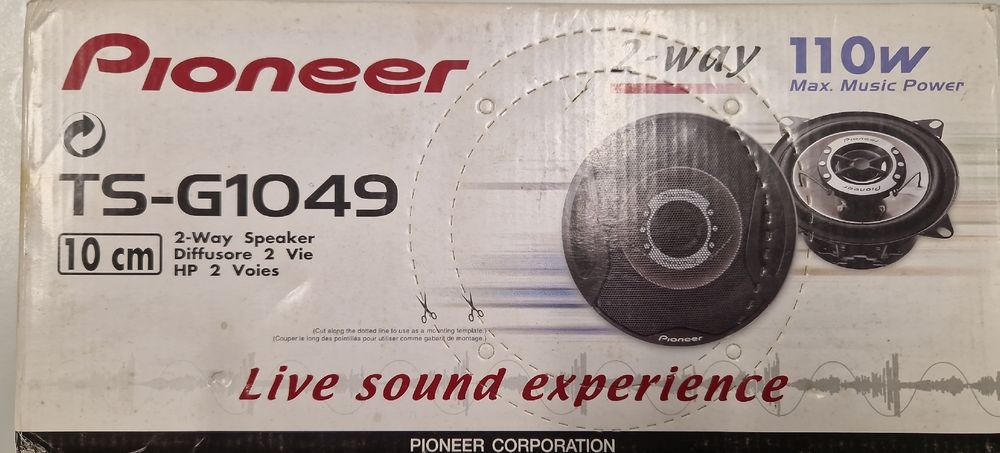 Pioneer
2-way
110w
Max. Music Power
TS-G1049
10 cm
2-Way Speaker
Diffusore 2 Vie
HP 2 Voies
Pioneer
Pioneer
Pioneer
(Cut along the dotted line to use as a mounting template.)
(Couper le long des pointillés pour utiliser comme gabarit de montage.)
Live sound experience
PIONEER CORPORATION